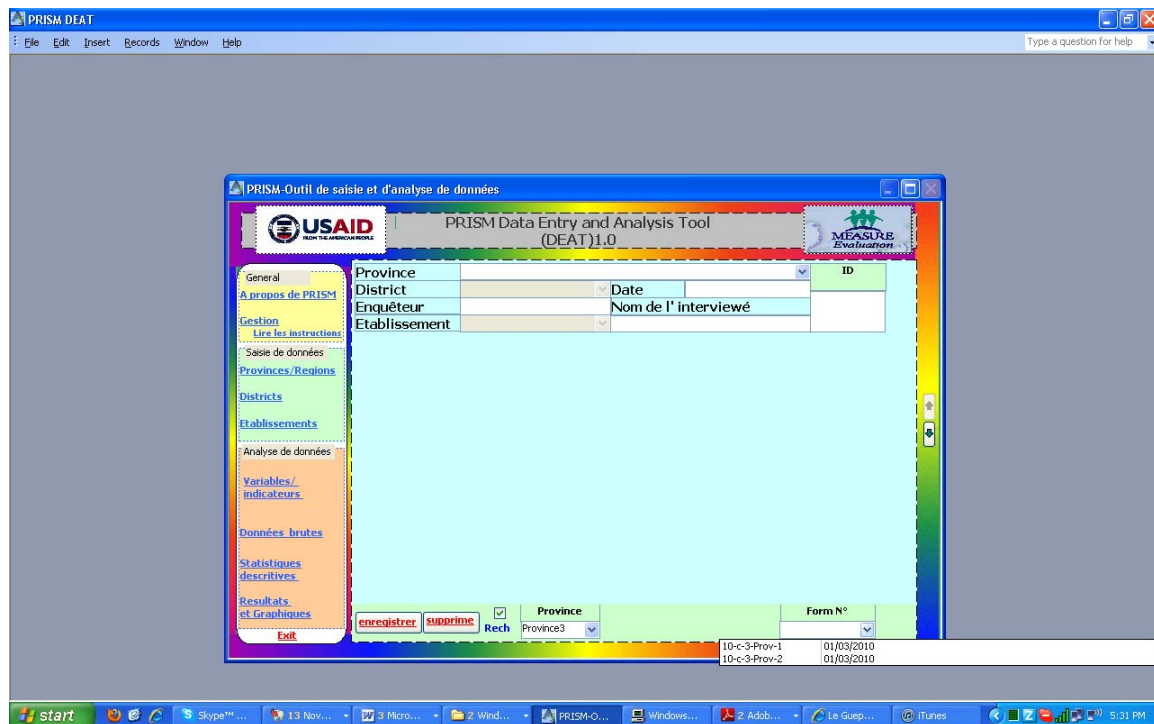 PRISM DEAT
File Edit Insert Records Window Help
Type a question for help
PRISM-Outil de saisie et d'analyse de données
USAID
FROM THE AMERICAN PEOPLE
PRISM Data Entry and Analysis Tool
(DEAT)1.0
MEASURE
Evaluation
General
A propos de PRISM
Gestion
Lire les instructions
Saisie de données
Provinces/Regions
Districts
Etablissements
Analyse de données
Variables/
indicateurs
Données brutes
Statistiques
descritives
Resultats
et Graphiques
Exit
Province
ID
District
Date
Enquêteur
Nom de l' interviewé
Etablissement
enregistrer
supprime
Rech
Province
Province3
Form N°
10-c-3-Prov-1 01/03/2010
10-c-3-Prov-2 01/03/2010
start
Skype™ ...
13 Nov...
3 Micro...
2 Wind...
PRISM-O...
Windows...
2 Adob...
Le Guep...
iTunes
5:31 PM